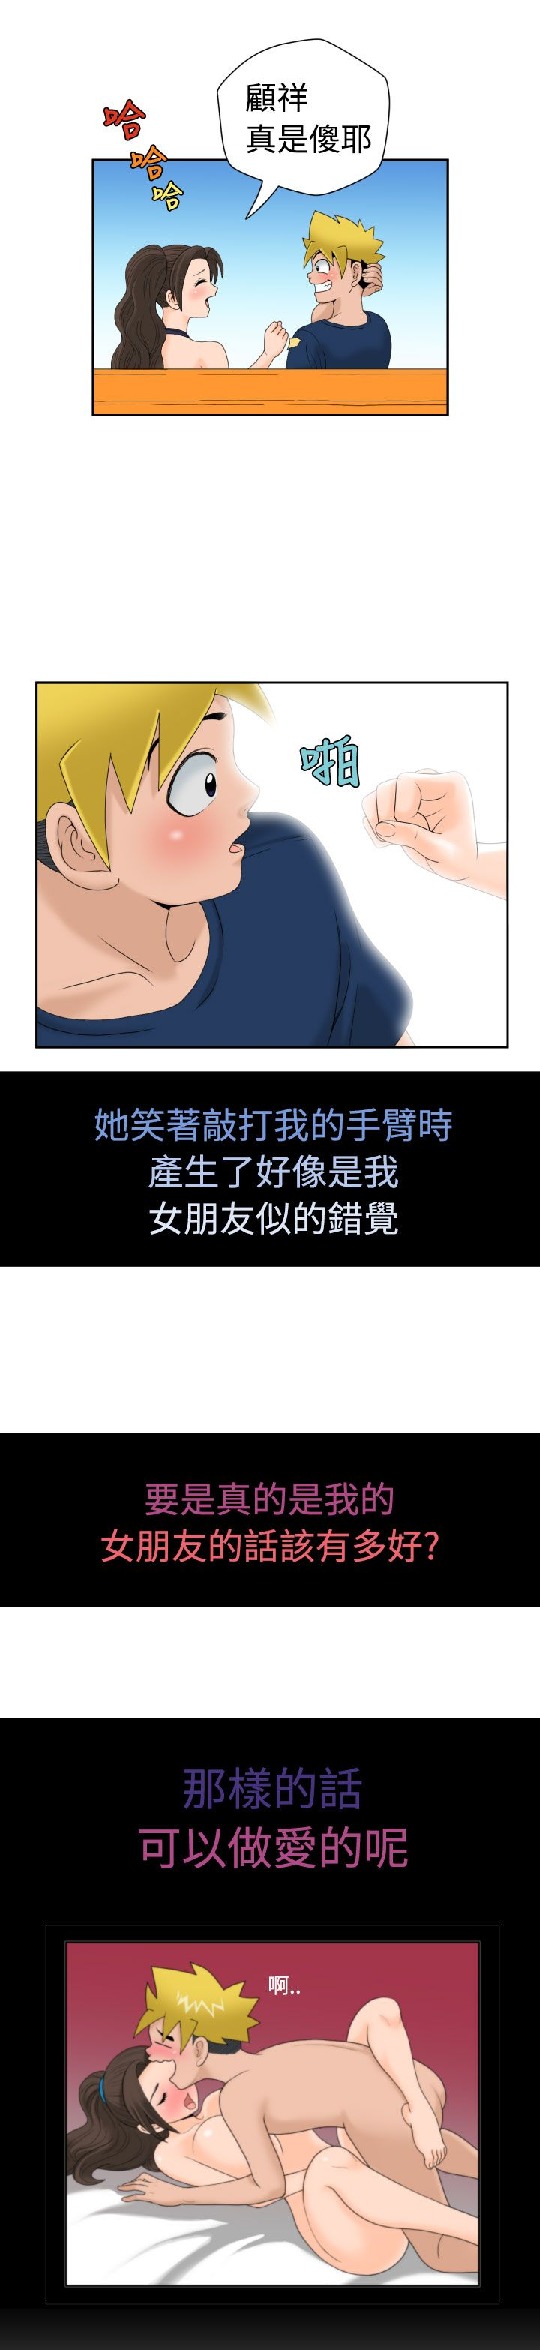 顧祥
真是傻耶
哈
哈
哈
啪
她笑著敲打我的手臂時
產生了好像是我
女朋友似的錯覺
要是真的是我的
女朋友的話該有多好?
那樣的話
可以做愛的呢
啊..